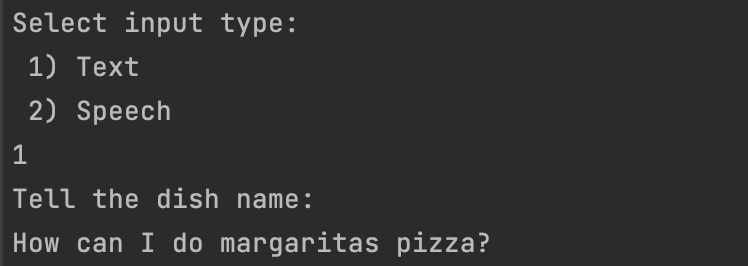 Select input type:
1) Text
2) Speech
1
Tell the dish name:
How can I do margaritas pizza?